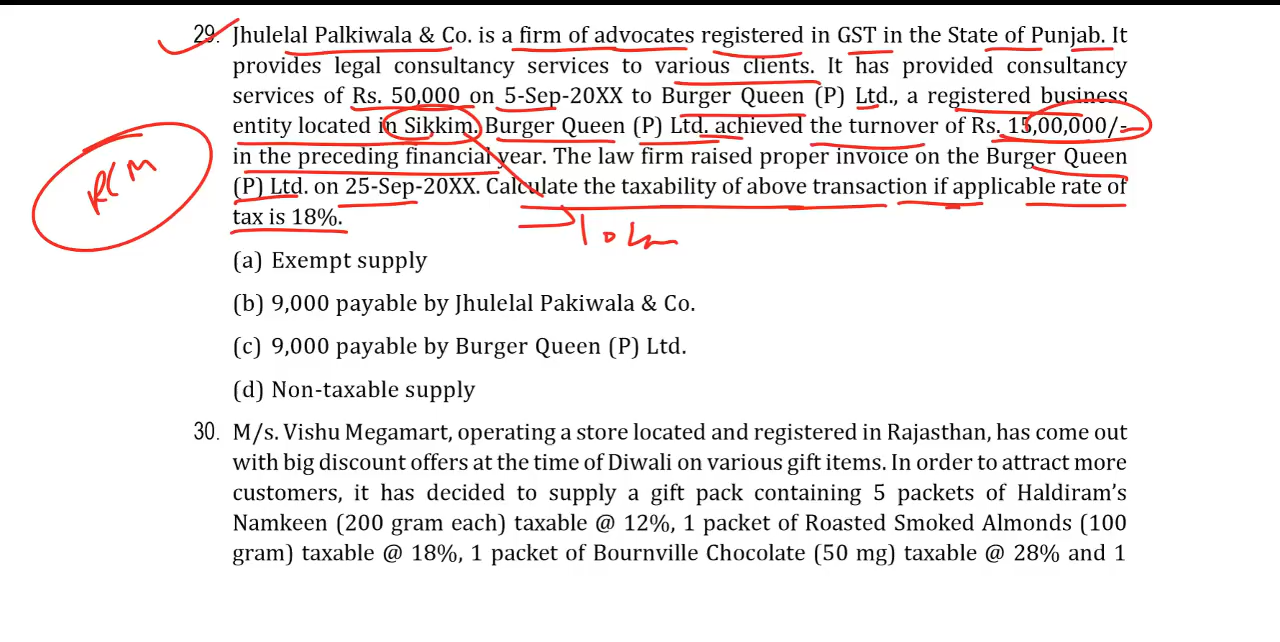 29. Jhulelal Palkiwala & Co. is a firm of advocates registered in GST in the State of Punjab. It
provides legal consultancy services to various clients. It has provided consultancy
services of Rs. 50,000 on 5-Sep-20XX to Burger Queen (P) Ltd., a registered business
entity located in Sikkim. Burger Queen (P) Ltd. achieved the turnover of Rs. 15,00,000/-
in the preceding financial year. The law firm raised proper invoice on the Burger Queen
(P) Ltd. on 25-Sep-20XX. Calculate the taxability of above transaction if applicable rate of
tax is 18%.
RCM
(a) Exempt supply
(b) 9,000 payable by Jhulelal Pakiwala & Co.
(c) 9,000 payable by Burger Queen (P) Ltd.
(d) Non-taxable supply
30. M/s. Vishu Megamart, operating a store located and registered in Rajasthan, has come out
with big discount offers at the time of Diwali on various gift items. In order to attract more
customers, it has decided to supply a gift pack containing 5 packets of Haldiram's
Namkeen (200 gram each) taxable @ 12%, 1 packet of Roasted Smoked Almonds (100
gram) taxable @ 18%, 1 packet of Bournville Chocolate (50 mg) taxable @ 28% and 1